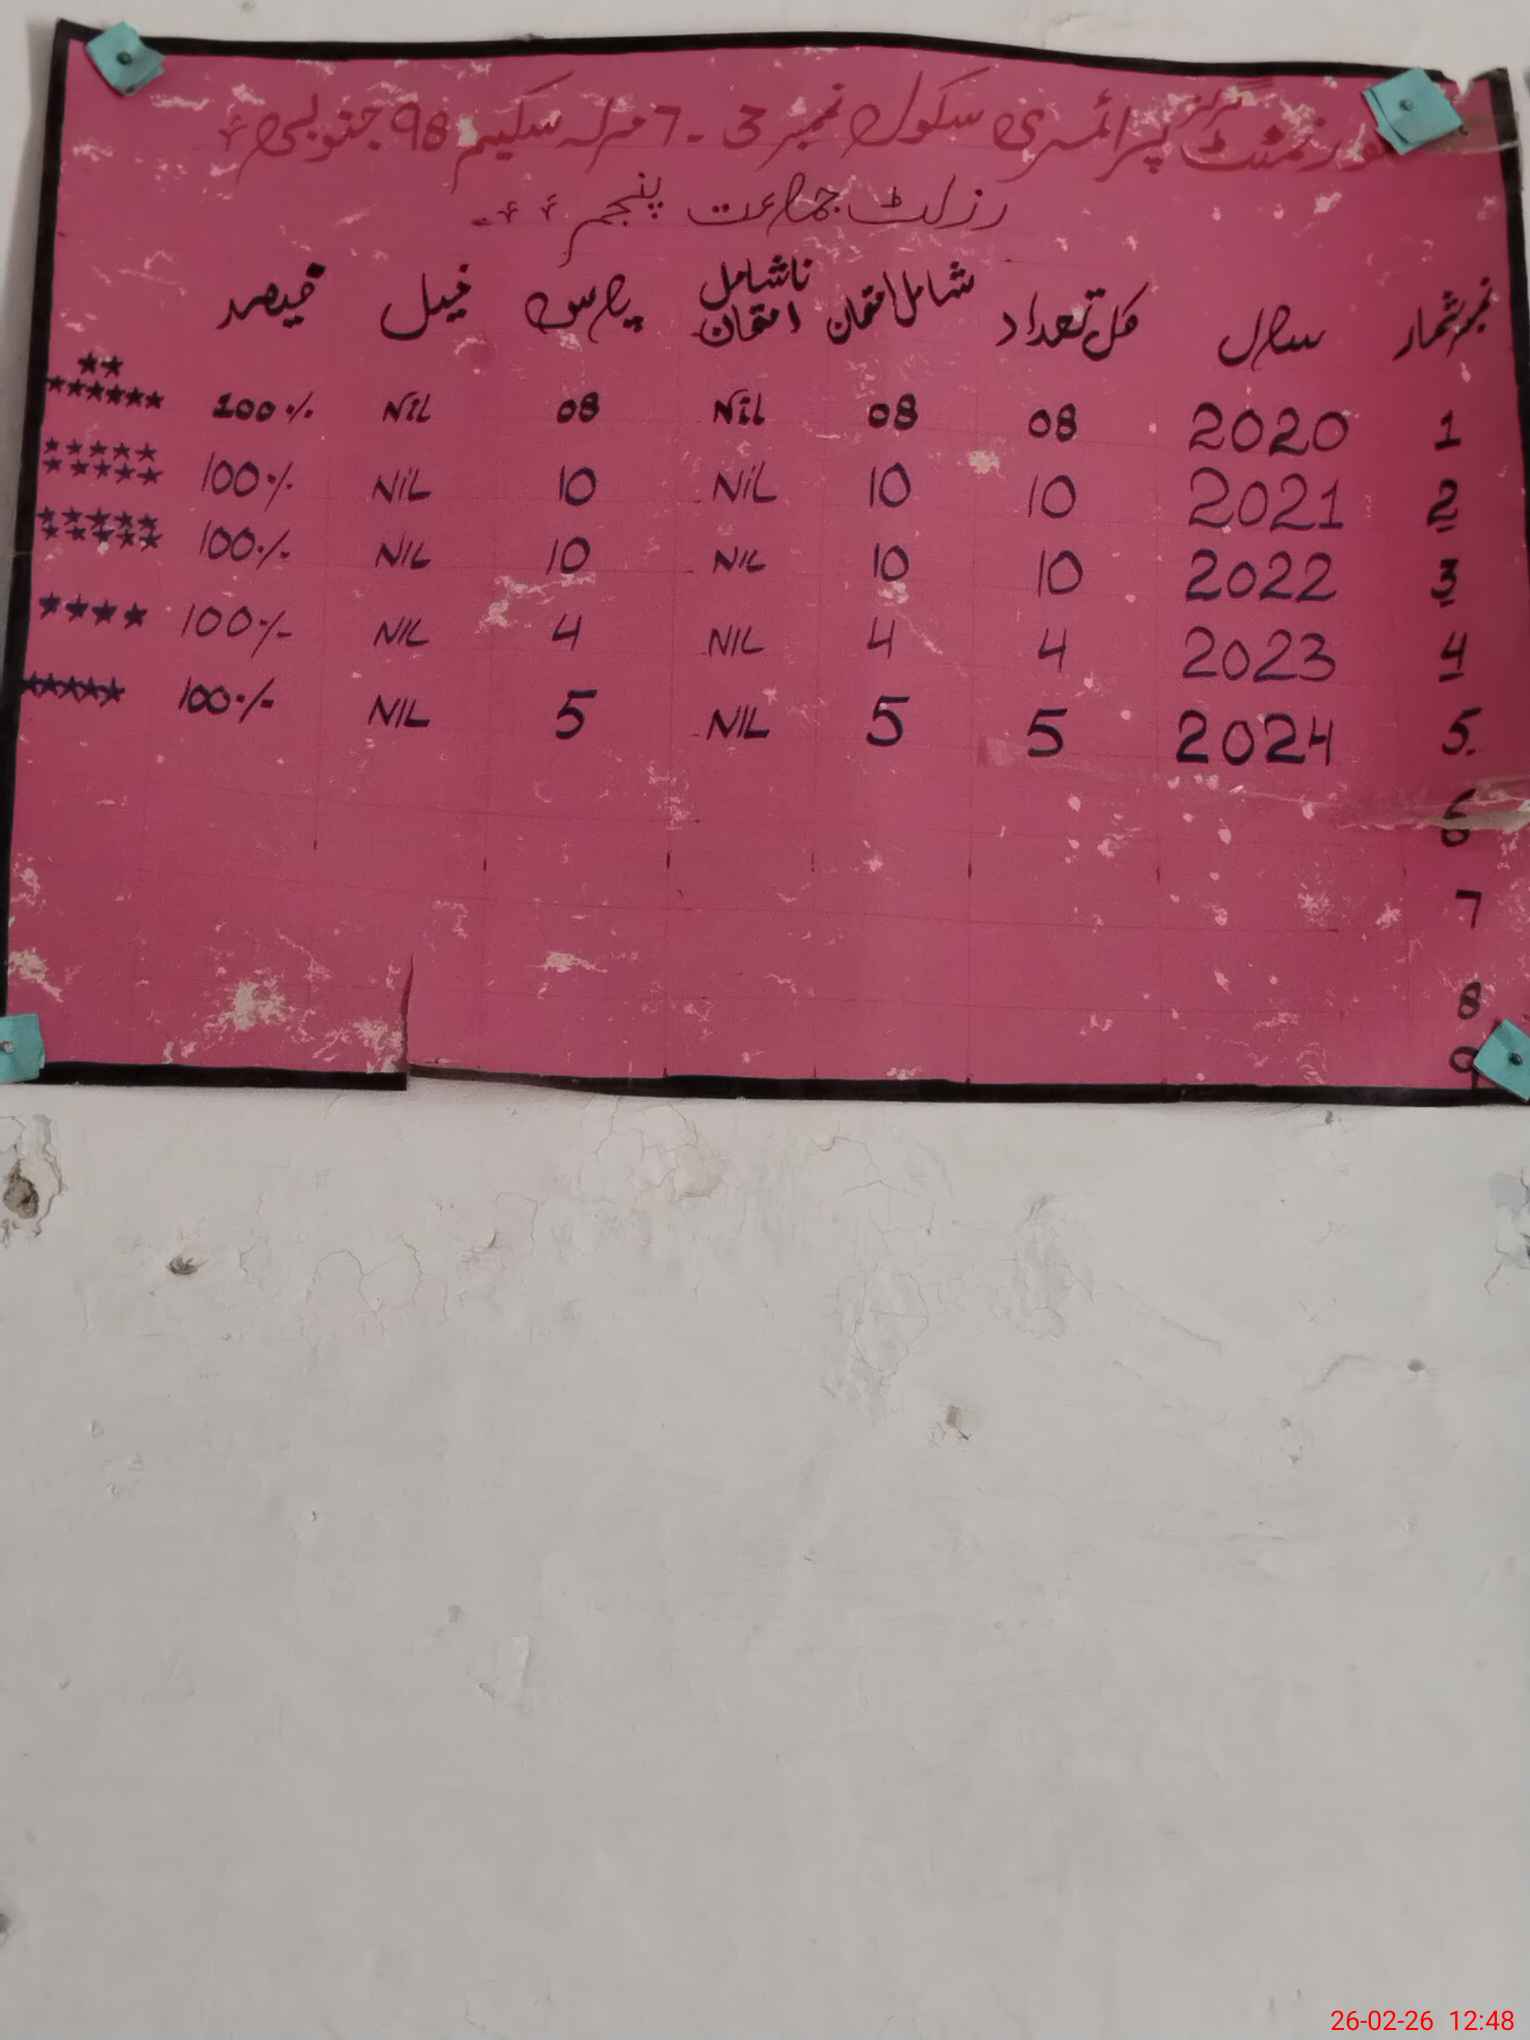 گورنمنٹ گرلز پرائمری سکول نمبر 3 - 7 مرلہ سکیم 98 جنوبی
رزلٹ جماعت پنجم
نمبر شمار سال کل تعداد شامل امتحان ناشامل امتحان پاس فیل فیصد
1 2020 08 08 Nil 08 Nil 100% ********
2 2021 10 10 NiL 10 NiL 100% **********
3 2022 10 10 NiL 10 NiL 100% **********
4 2023 4 4 NIL 4 NIL 100% ****
5. 2024 5 5 NIL 5 NIL 100% *****
6
7
8
9
26-02-26 12:48